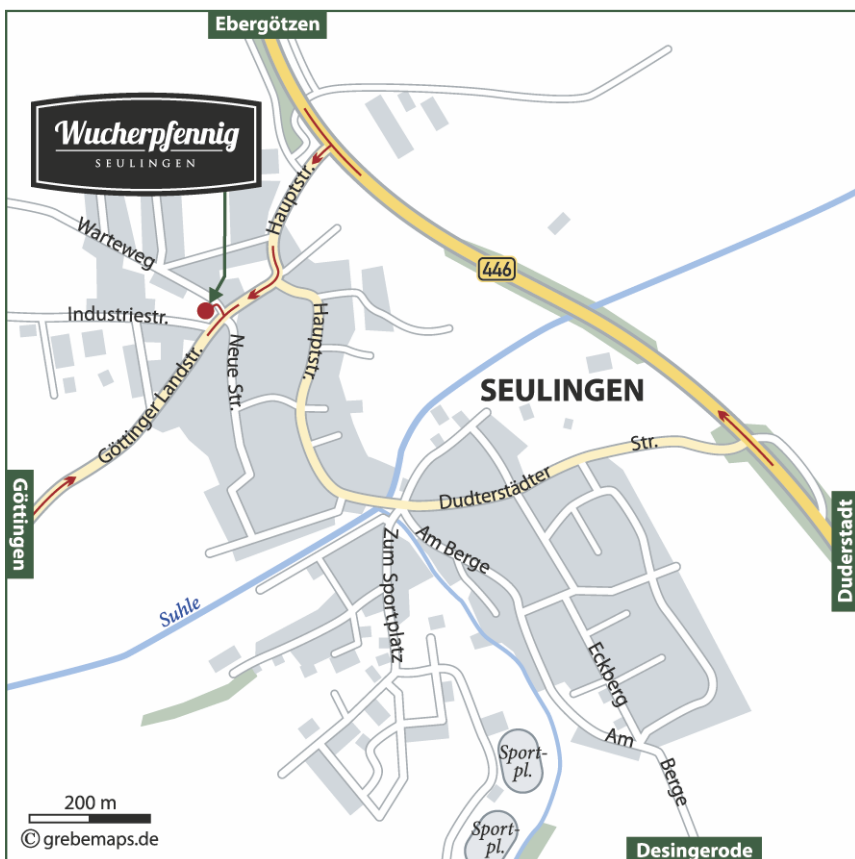 Ebergötzen
Wucherpfennig
SEULINGEN
Hauptstr.
Warteweg
446
Industriestr.
Hauptstr.
Neue Str.
SEULINGEN
Göttinger Landstr.
Str.
Dudterstädter
Göttingen
Duderstadt
Am Berge
Zum Sportplatz
Suhle
Eckberg
Am
Berge
Sport-
pl.
Sport-
pl.
200 m
© grebemaps.de
Desingerode